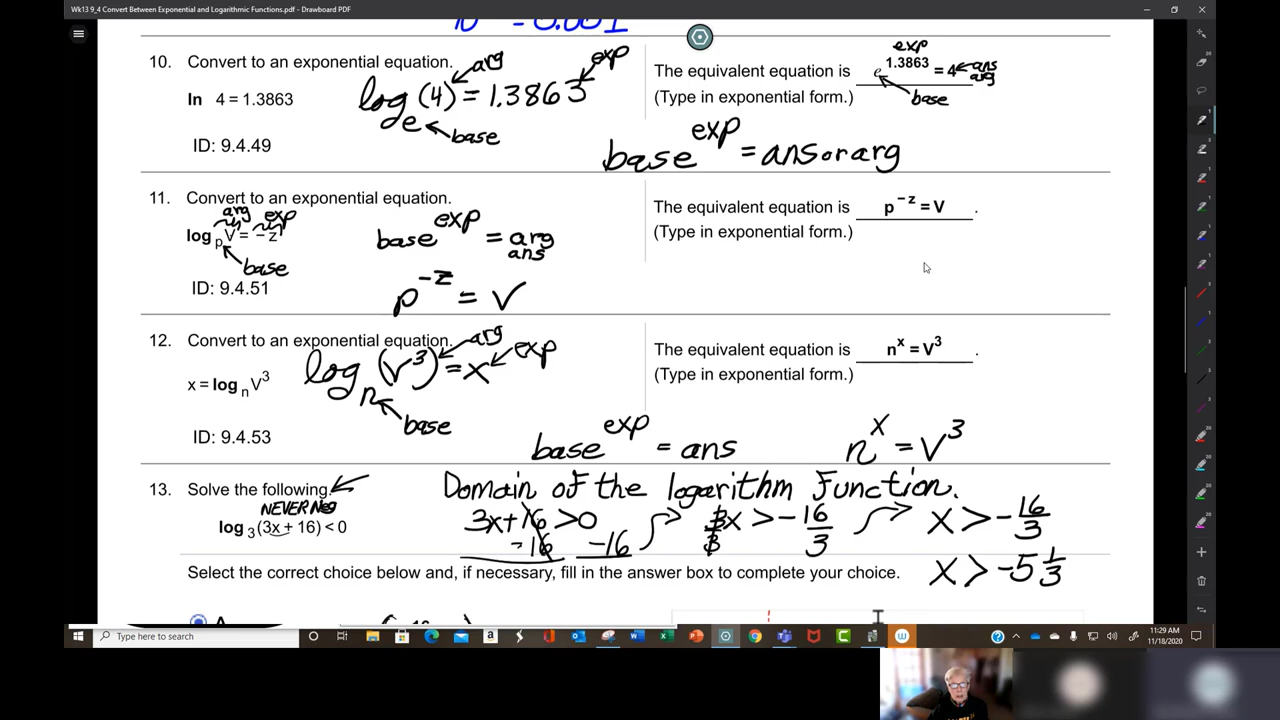 Wk13 9_4 Convert Between Exponential and Logarithmic Functions.pdf - Drawboard PDF
10. Convert to an exponential equation.
ln 4 = 1.3863
ID: 9.4.49
log e (4) = 1.3863
arg
exp
base
The equivalent equation is e^1.3863 = 4
(Type in exponential form.)
exp
ans
arg
base
base^exp = ans or arg
11. Convert to an exponential equation.
arg exp
log p V = −z
base
ID: 9.4.51
base^exp = arg
ans
p^−z = V
The equivalent equation is p^−z = V .
(Type in exponential form.)
12. Convert to an exponential equation.
x = log n V^3
ID: 9.4.53
log n (V^3) = x
arg
exp
base
base^exp = ans
n^x = V^3
The equivalent equation is n^x = V^3 .
(Type in exponential form.)
13. Solve the following.
NEVER Neg
log 3 (3x + 16) < 0
Domain of the logarithm Function.
3x + 16 > 0
- 16 - 16
3x > - 16
3 3
x > - 16/3
x > -5 1/3
Select the correct choice below and, if necessary, fill in the answer box to complete your choice.
Type here to search
11:29 AM
11/18/2020